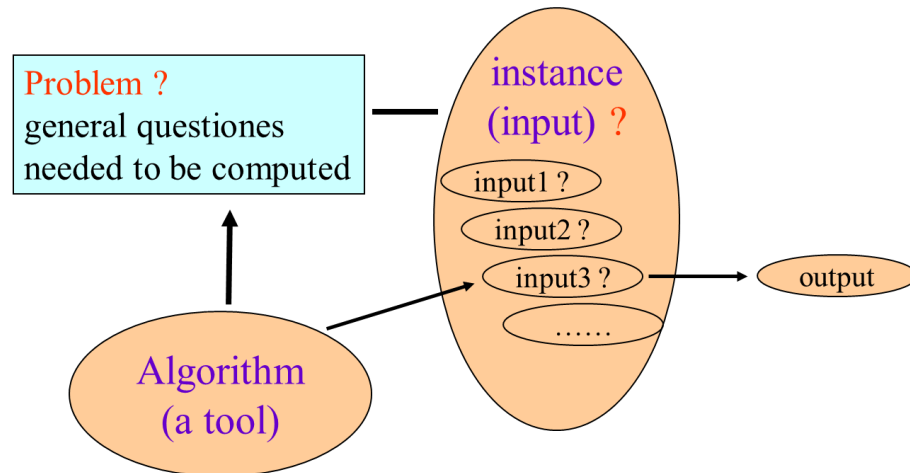 Problem ?
general questiones
needed to be computed
instance
(input) ?
input1 ?
input2 ?
input3 ?
……
output
Algorithm
(a tool)